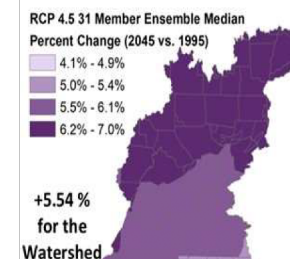 RCP 4.5 31 Member Ensemble Median
Percent Change (2045 vs. 1995)
4.1% - 4.9%
5.0% - 5.4%
5.5% - 6.1%
6.2% - 7.0%
+5.54 %
for the
Watershed